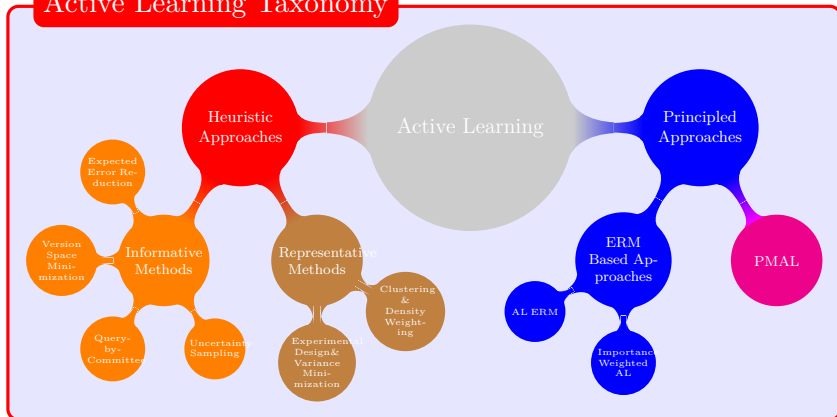 Active Learning Taxonomy
Active Learning
Heuristic
Approaches
Principled
Approaches
Expected
Error Re-
duction
Version
Space
Mini-
mization
Informative
Methods
Query-
by-
Committee
Uncertainty
Sampling
Representative
Methods
Clustering
&
Density
Weight-
ing
Experimental
Design&
Variance
Mini-
mization
ERM
Based Ap-
proaches
PMAL
AL ERM
Importance
Weighted
AL